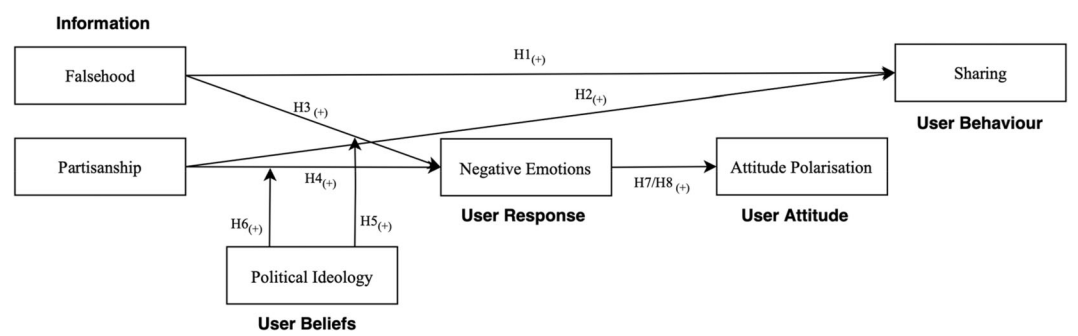 Information
Falsehood
H1(+)
Sharing
H2(+)
H3(+)
User Behaviour
Partisanship
H4(+)
Negative Emotions
H7/H8 (+)
Attitude Polarisation
User Response
User Attitude
H6(+)
H5(+)
Political Ideology
User Beliefs